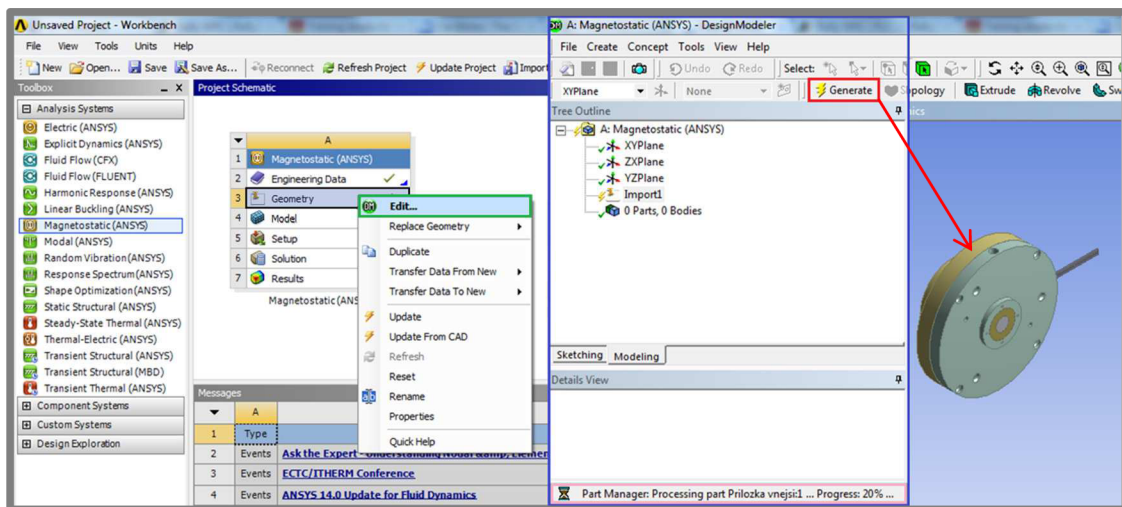 Unsaved Project - Workbench
File View Tools Units Help
New Open... Save Save As... Reconnect Refresh Project Update Project Import
Toolbox
Analysis Systems
Electric (ANSYS)
Explicit Dynamics (ANSYS)
Fluid Flow (CFX)
Fluid Flow (FLUENT)
Harmonic Response (ANSYS)
Linear Buckling (ANSYS)
Magnetostatic (ANSYS)
Modal (ANSYS)
Random Vibration (ANSYS)
Response Spectrum (ANSYS)
Shape Optimization (ANSYS)
Static Structural (ANSYS)
Steady-State Thermal (ANSYS)
Thermal-Electric (ANSYS)
Transient Structural (ANSYS)
Transient Structural (MBD)
Transient Thermal (ANSYS)
Component Systems
Custom Systems
Design Exploration
Project Schematic
A
1 Magnetostatic (ANSYS)
2 Engineering Data
3 Geometry
4 Model
5 Setup
6 Solution
7 Results
Magnetostatic (ANS
Edit...
Replace Geometry
Duplicate
Transfer Data From New
Transfer Data To New
Update
Update From CAD
Refresh
Reset
Rename
Properties
Quick Help
Messages
A
1 Type
2 Events Ask the Expert
3 Events ECTC/ITHERM Conference
4 Events ANSYS 14.0 Update for Fluid Dynamics
A: Magnetostatic (ANSYS) - DesignModeler
File Create Concept Tools View Help
Undo Redo Select:
XYPlane None Generate Extrude Revolve Sw
Tree Outline
A: Magnetostatic (ANSYS)
XYPlane
ZXPlane
YZPlane
Import1
0 Parts, 0 Bodies
Sketching Modeling
Details View
Part Manager: Processing part Prilozka vnejsi:1 ... Progress: 20% ...